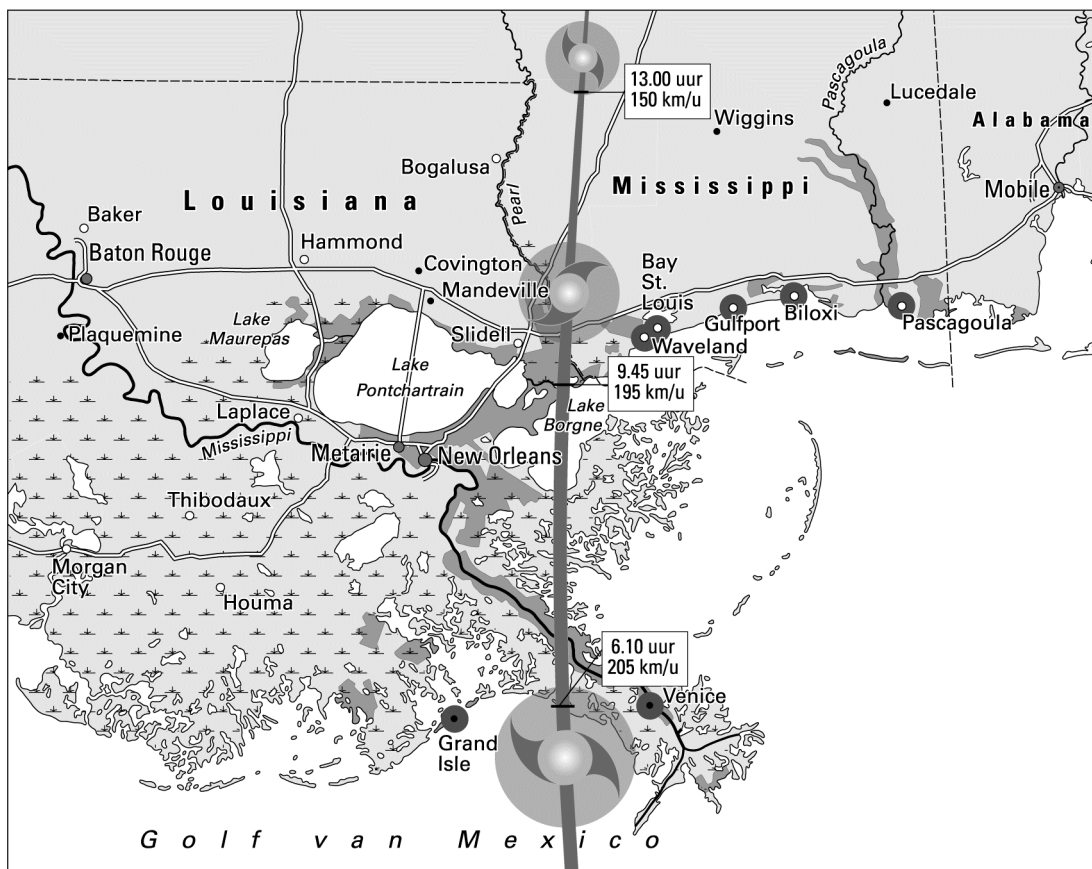 13.00 uur
150 km/u
Pascagoula
Lucedale
Alabama
Wiggins
Bogalusa
Pearl
Mississippi
Louisiana
Mobile
Baker
Baton Rouge
Hammond
Covington
Mandeville
Bay
St.
Louis
Gulfport
Biloxi
Pascagoula
Waveland
Plaquemine
Lake
Maurepas
Slidell
Lake
Pontchartrain
9.45 uur
195 km/u
Lake
Borgne
Laplace
Mississippi
Metairie
New Orleans
Thibodaux
Morgan
City
Houma
6.10 uur
205 km/u
Venice
Grand
Isle
Golf van Mexico